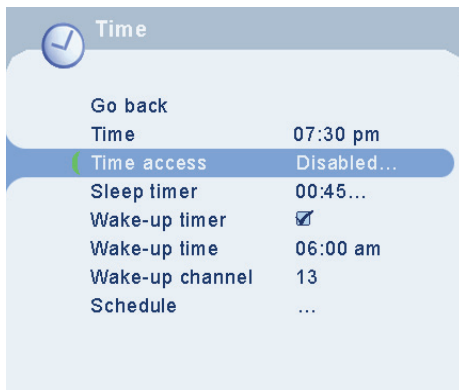 Time
Go back
Time 07:30 pm
Time access Disabled...
Sleep timer 00:45...
Wake-up timer
Wake-up time 06:00 am
Wake-up channel 13
Schedule ...